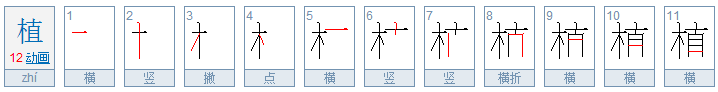 植
12 动画
zhí
1 2 3 4 5 6 7 8 9 10 11
横 竖 撇 点 横 竖 竖 横折 横 横 横